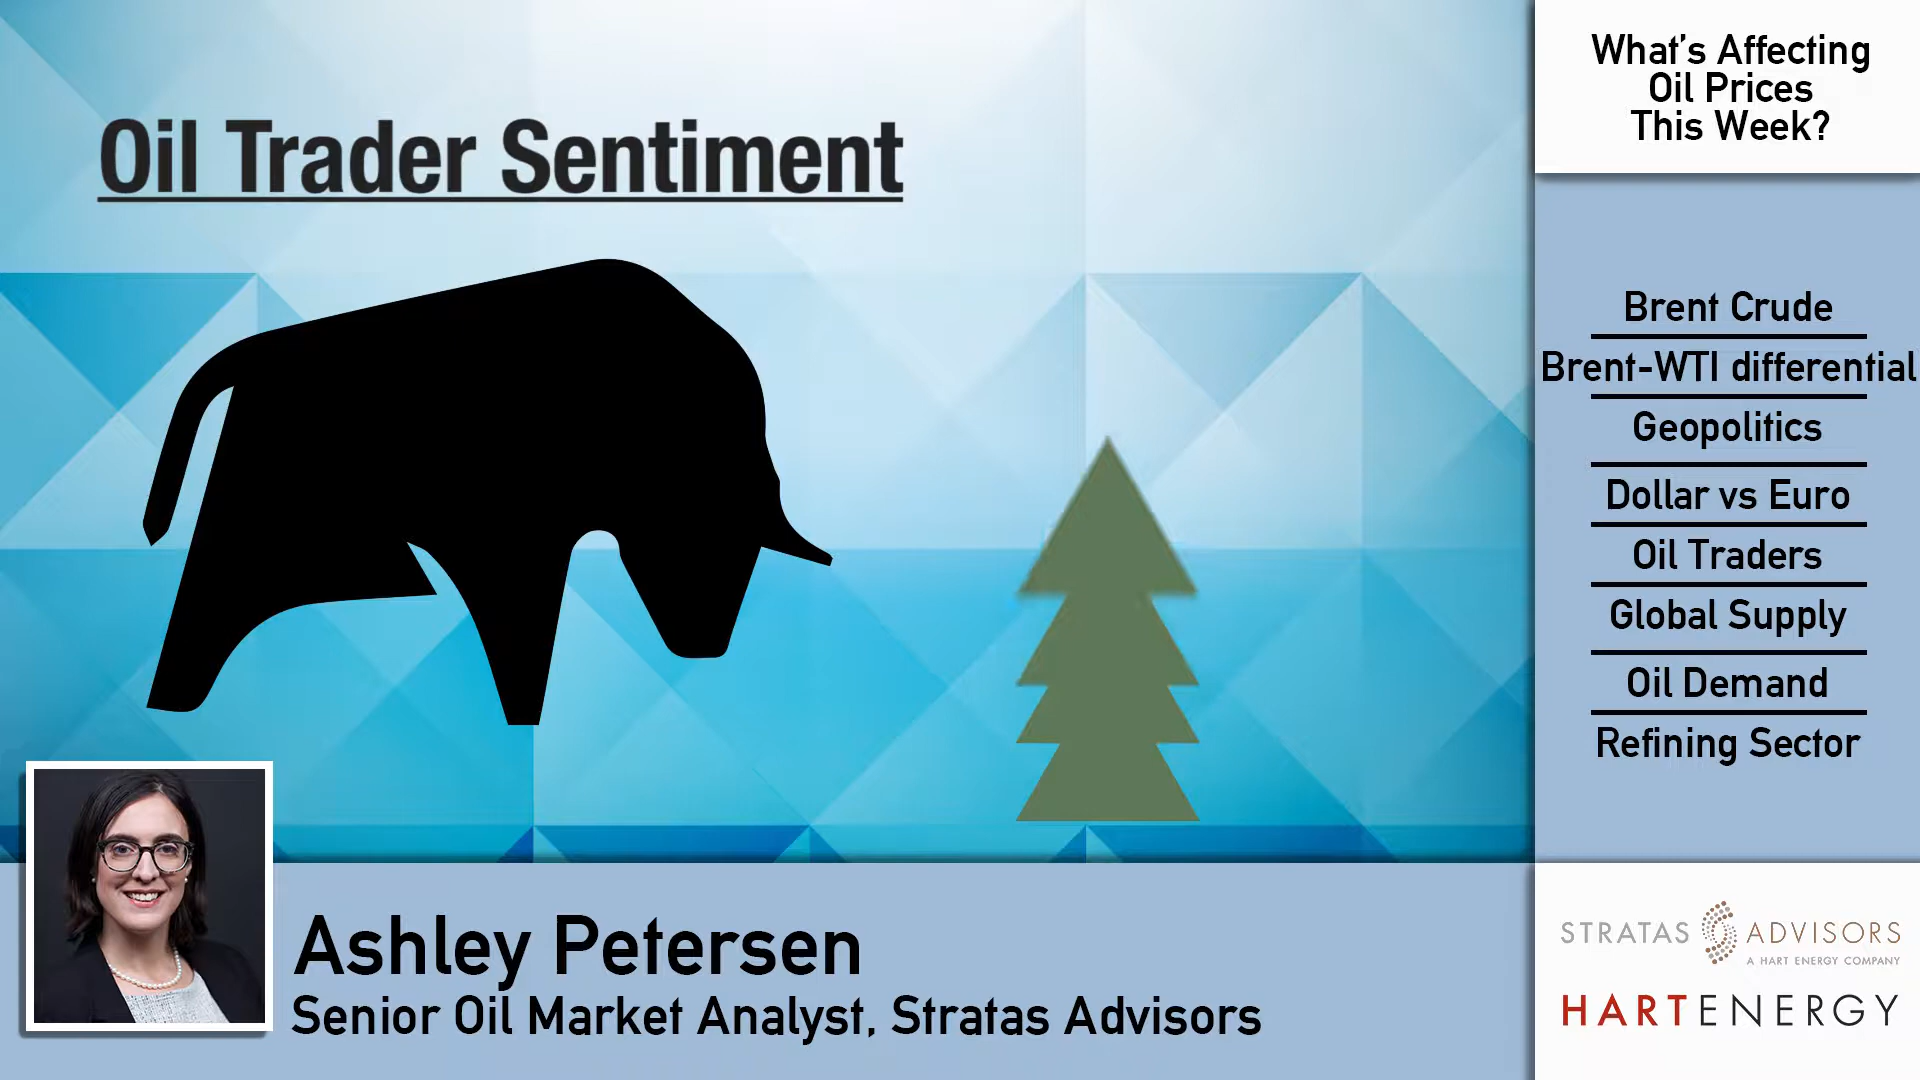 Oil Trader Sentiment
What's Affecting
Oil Prices
This Week?
Brent Crude
Brent-WTI differential
Geopolitics
Dollar vs Euro
Oil Traders
Global Supply
Oil Demand
Refining Sector
Ashley Petersen
Senior Oil Market Analyst, Stratas Advisors
STRATAS ADVISORS
A HART ENERGY COMPANY
HARTENERGY